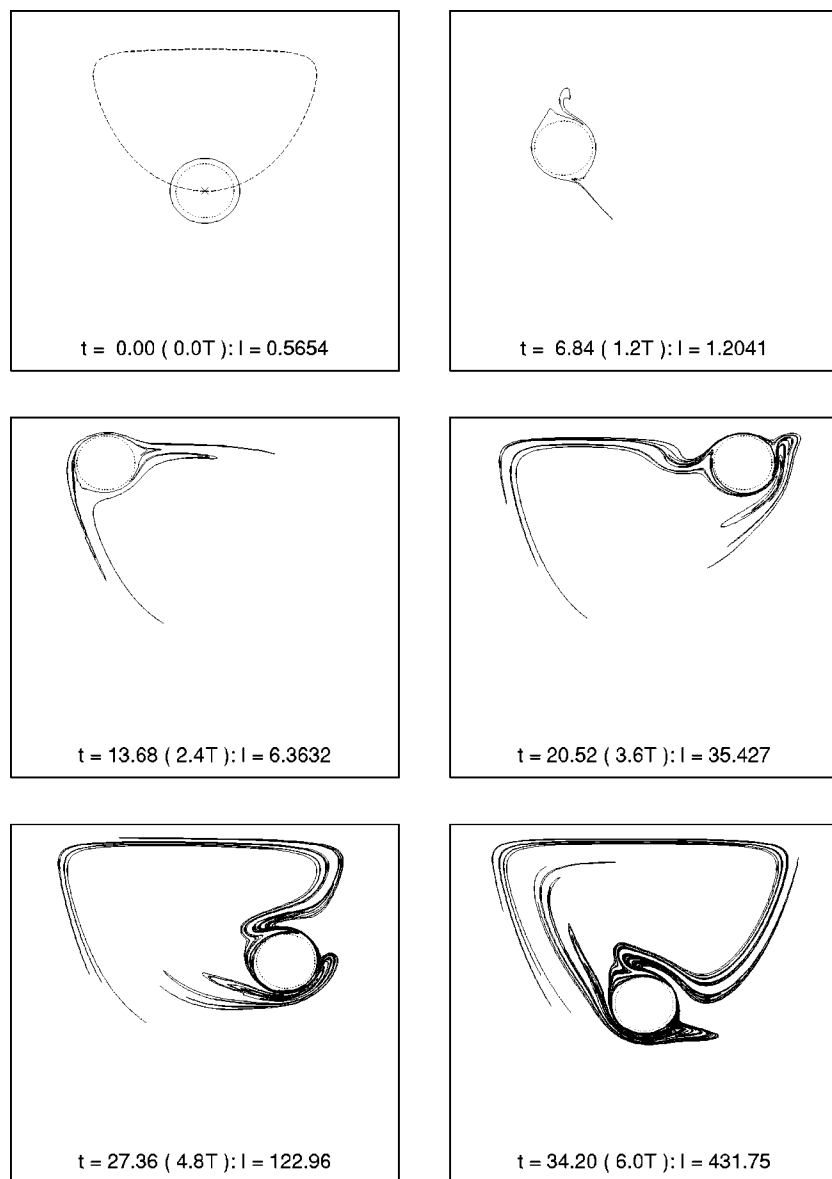 t = 0.00 ( 0.0T ): l = 0.5654
t = 6.84 ( 1.2T ): l = 1.2041
t = 13.68 ( 2.4T ): l = 6.3632
t = 20.52 ( 3.6T ): l = 35.427
t = 27.36 ( 4.8T ): l = 122.96
t = 34.20 ( 6.0T ): l = 431.75